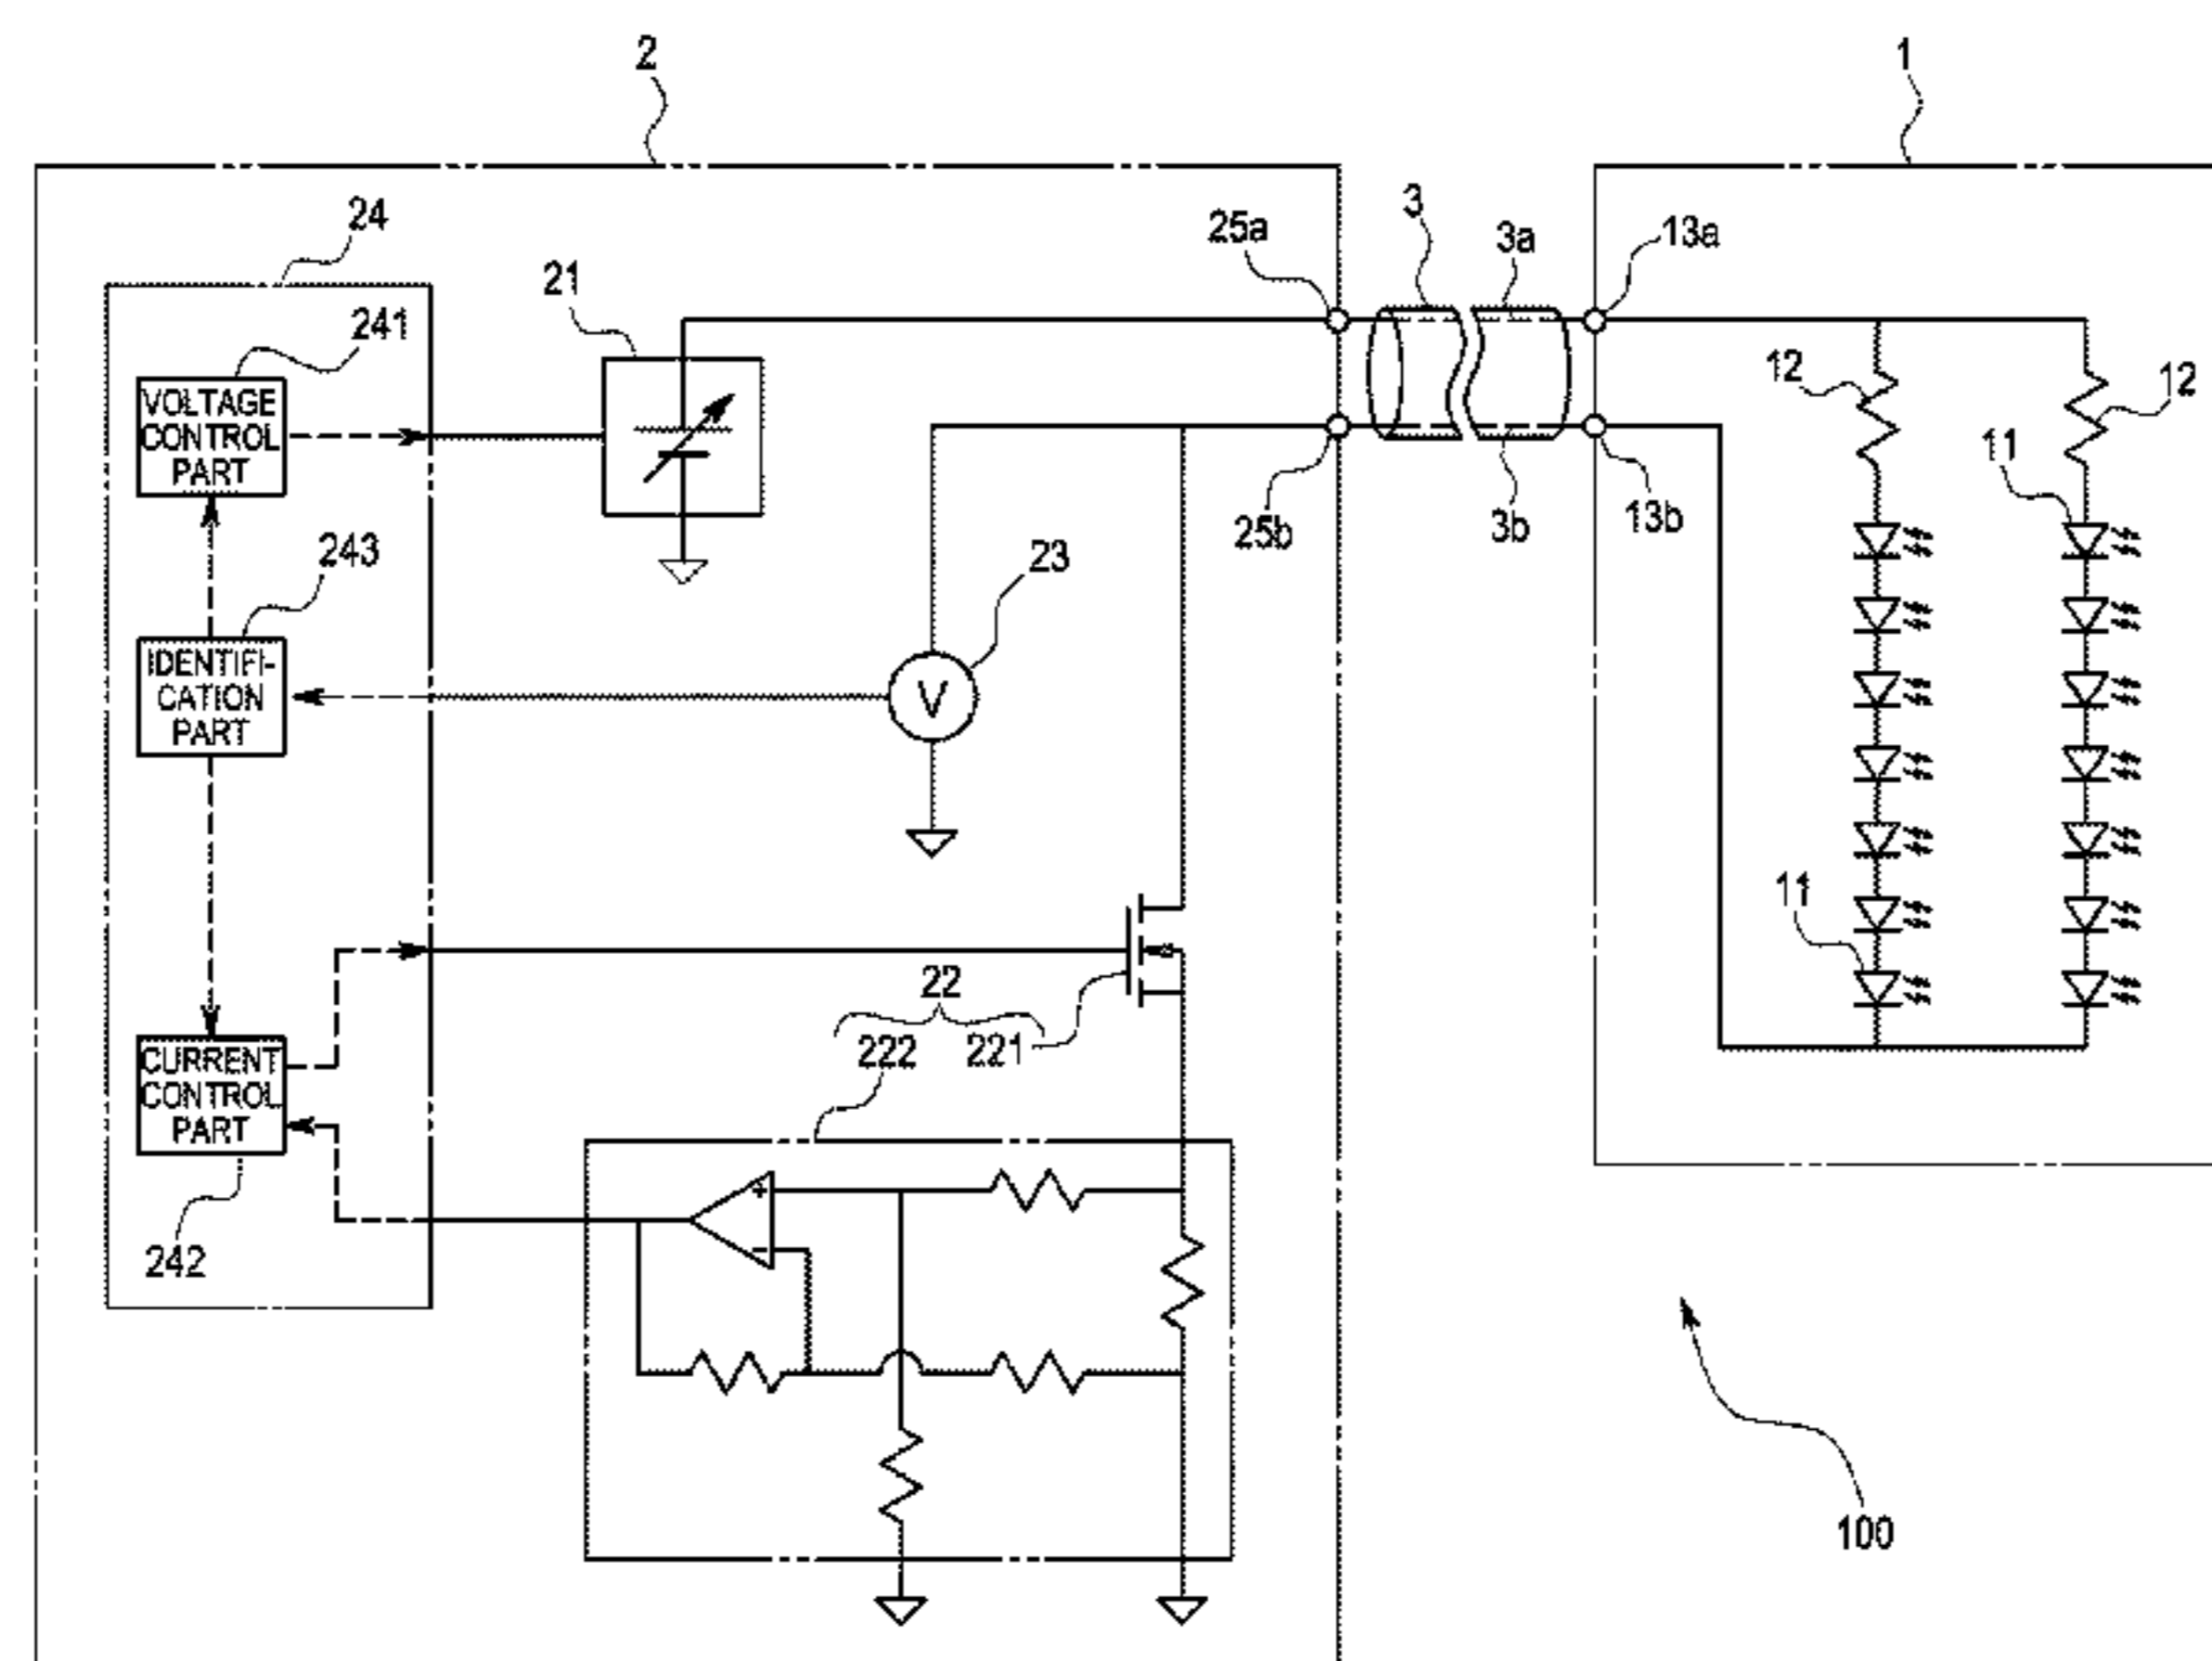 2
1
24
21
25a
3
3a
13a
241
12
12
VOLTAGE
CONTROL
PART
11
25b
3b
13b
243
23
IDENTIFI-
CATION
PART
V
11
22
222
221
CURRENT
CONTROL
PART
+
−
242
100